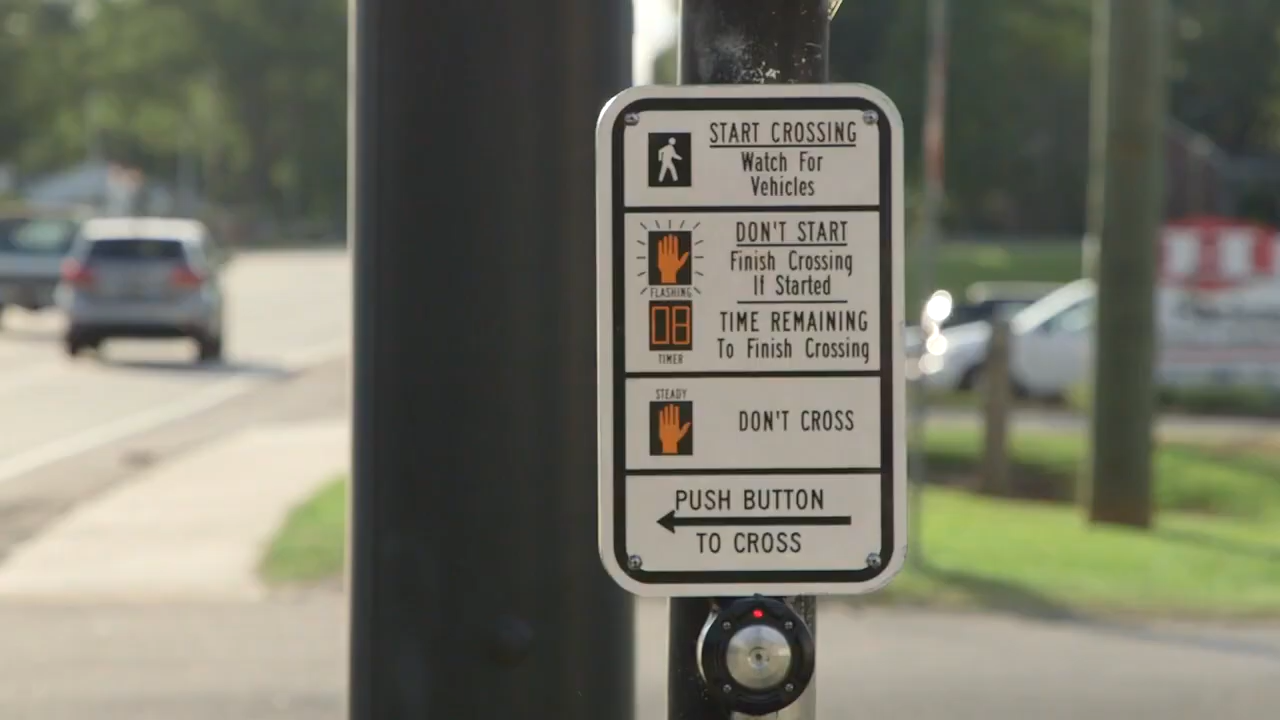 START CROSSING
Watch For
Vehicles
DON'T START
Finish Crossing
If Started
FLASHING
08
TIME REMAINING
To Finish Crossing
TIMER
STEADY
DON'T CROSS
PUSH BUTTON
TO CROSS